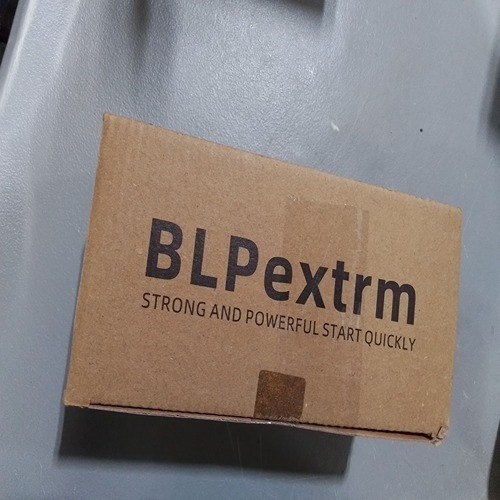 BLPextrm
STRONG AND POWERFUL START QUICKLY